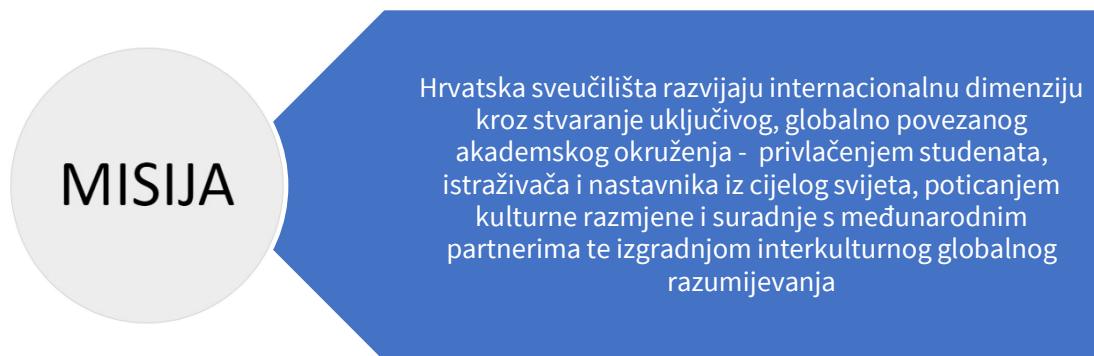 MISIJA
Hrvatska sveučilišta razvijaju internacionalnu dimenziju
kroz stvaranje uključivog, globalno povezanog
akademskog okruženja - privlačenjem studenata,
istraživača i nastavnika iz cijelog svijeta, poticanjem
kulturne razmjene i suradnje s međunarodnim
partnerima te izgradnjom interkulturnog globalnog
razumijevanja